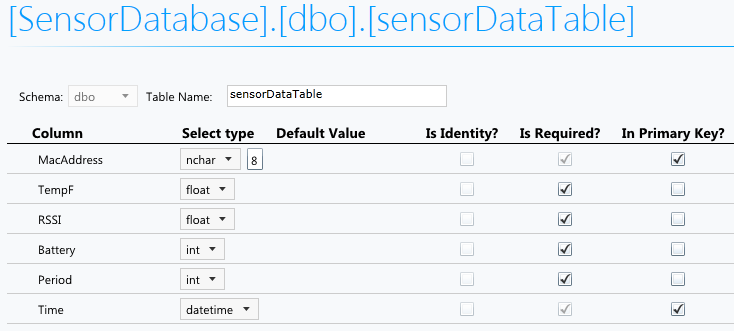 [SensorDatabase].[dbo].[sensorDataTable]
Schema: dbo Table Name: sensorDataTable
Column Select type Default Value Is Identity? Is Required? In Primary Key?
MacAddress nchar 8
TempF float
RSSI float
Battery int
Period int
Time datetime